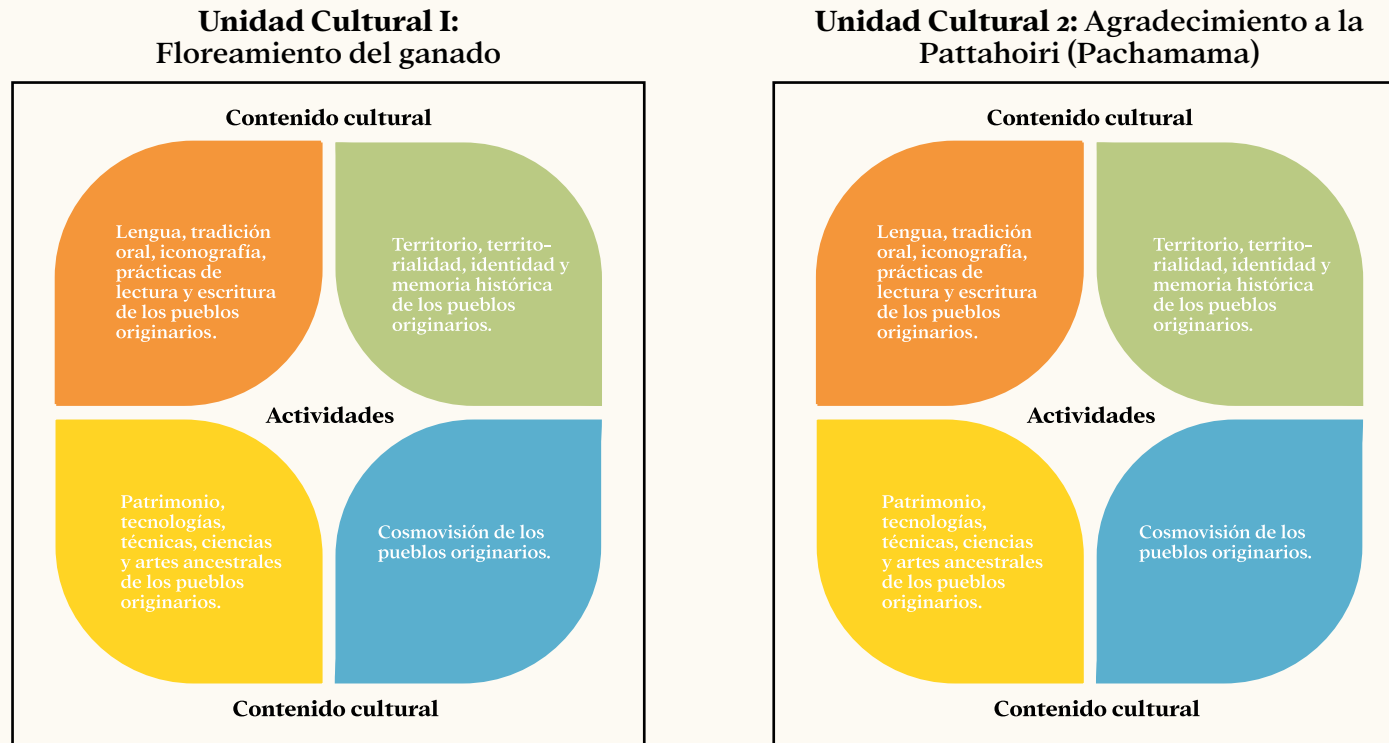 Unidad Cultural I:
Floreamiento del ganado
Contenido cultural
Lengua, tradición
oral, iconografía,
prácticas de
lectura y escritura
de los pueblos
originarios.
Territorio, territo-
rialidad, identidad y
memoria histórica
de los pueblos
originarios.
Actividades
Patrimonio,
tecnologías,
técnicas, ciencias
y artes ancestrales
de los pueblos
originarios.
Cosmovisión de los
pueblos originarios.
Contenido cultural
Unidad Cultural 2: Agradecimiento a la
Pattahoiri (Pachamama)
Contenido cultural
Lengua, tradición
oral, iconografía,
prácticas de
lectura y escritura
de los pueblos
originarios.
Territorio, territo-
rialidad, identidad y
memoria histórica
de los pueblos
originarios.
Actividades
Patrimonio,
tecnologías,
técnicas, ciencias
y artes ancestrales
de los pueblos
originarios.
Cosmovisión de los
pueblos originarios.
Contenido cultural